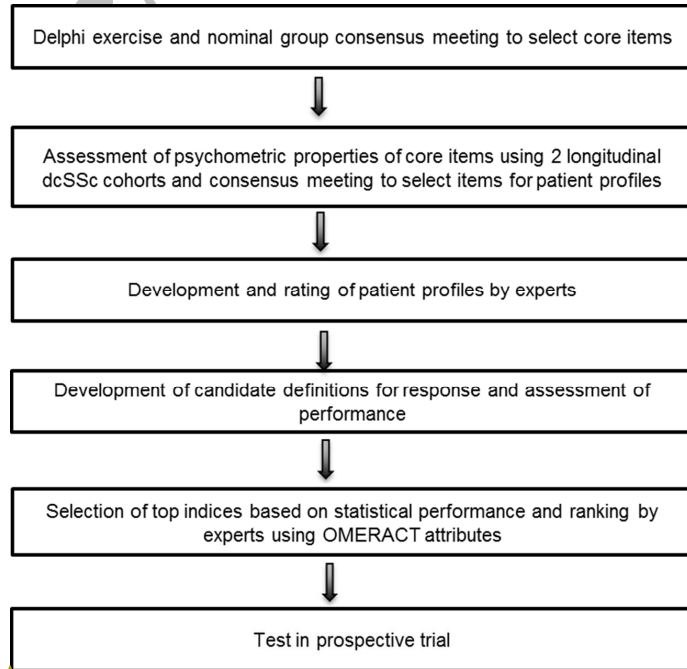 Delphi exercise and nominal group consensus meeting to select core items
Assessment of psychometric properties of core items using 2 longitudinal
dcSSc cohorts and consensus meeting to select items for patient profiles
Development and rating of patient profiles by experts
Development of candidate definitions for response and assessment of
performance
Selection of top indices based on statistical performance and ranking by
experts using OMERACT attributes
Test in prospective trial